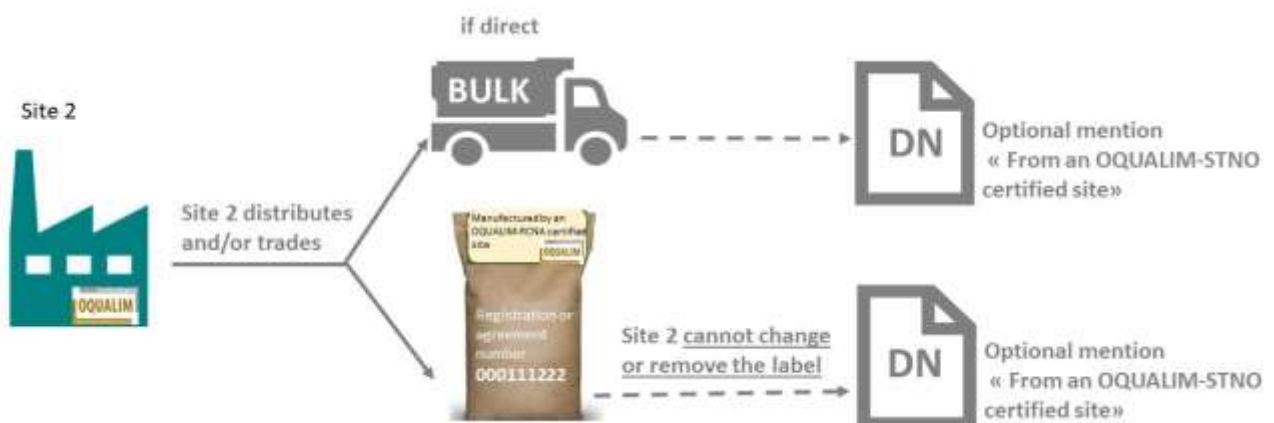 if direct
BULK
Site 2
OQUALIM
Site 2 distributes
and/or trades
DN
Optional mention
« From an OQUALIM-STNO
certified site»
Manufactured by an
OQUALIM-RCNA certified
site
OQUALIM
Registration or
agreement
number
000111222
Site 2 cannot change
or remove the label
DN
Optional mention
« From an OQUALIM-STNO
certified site»